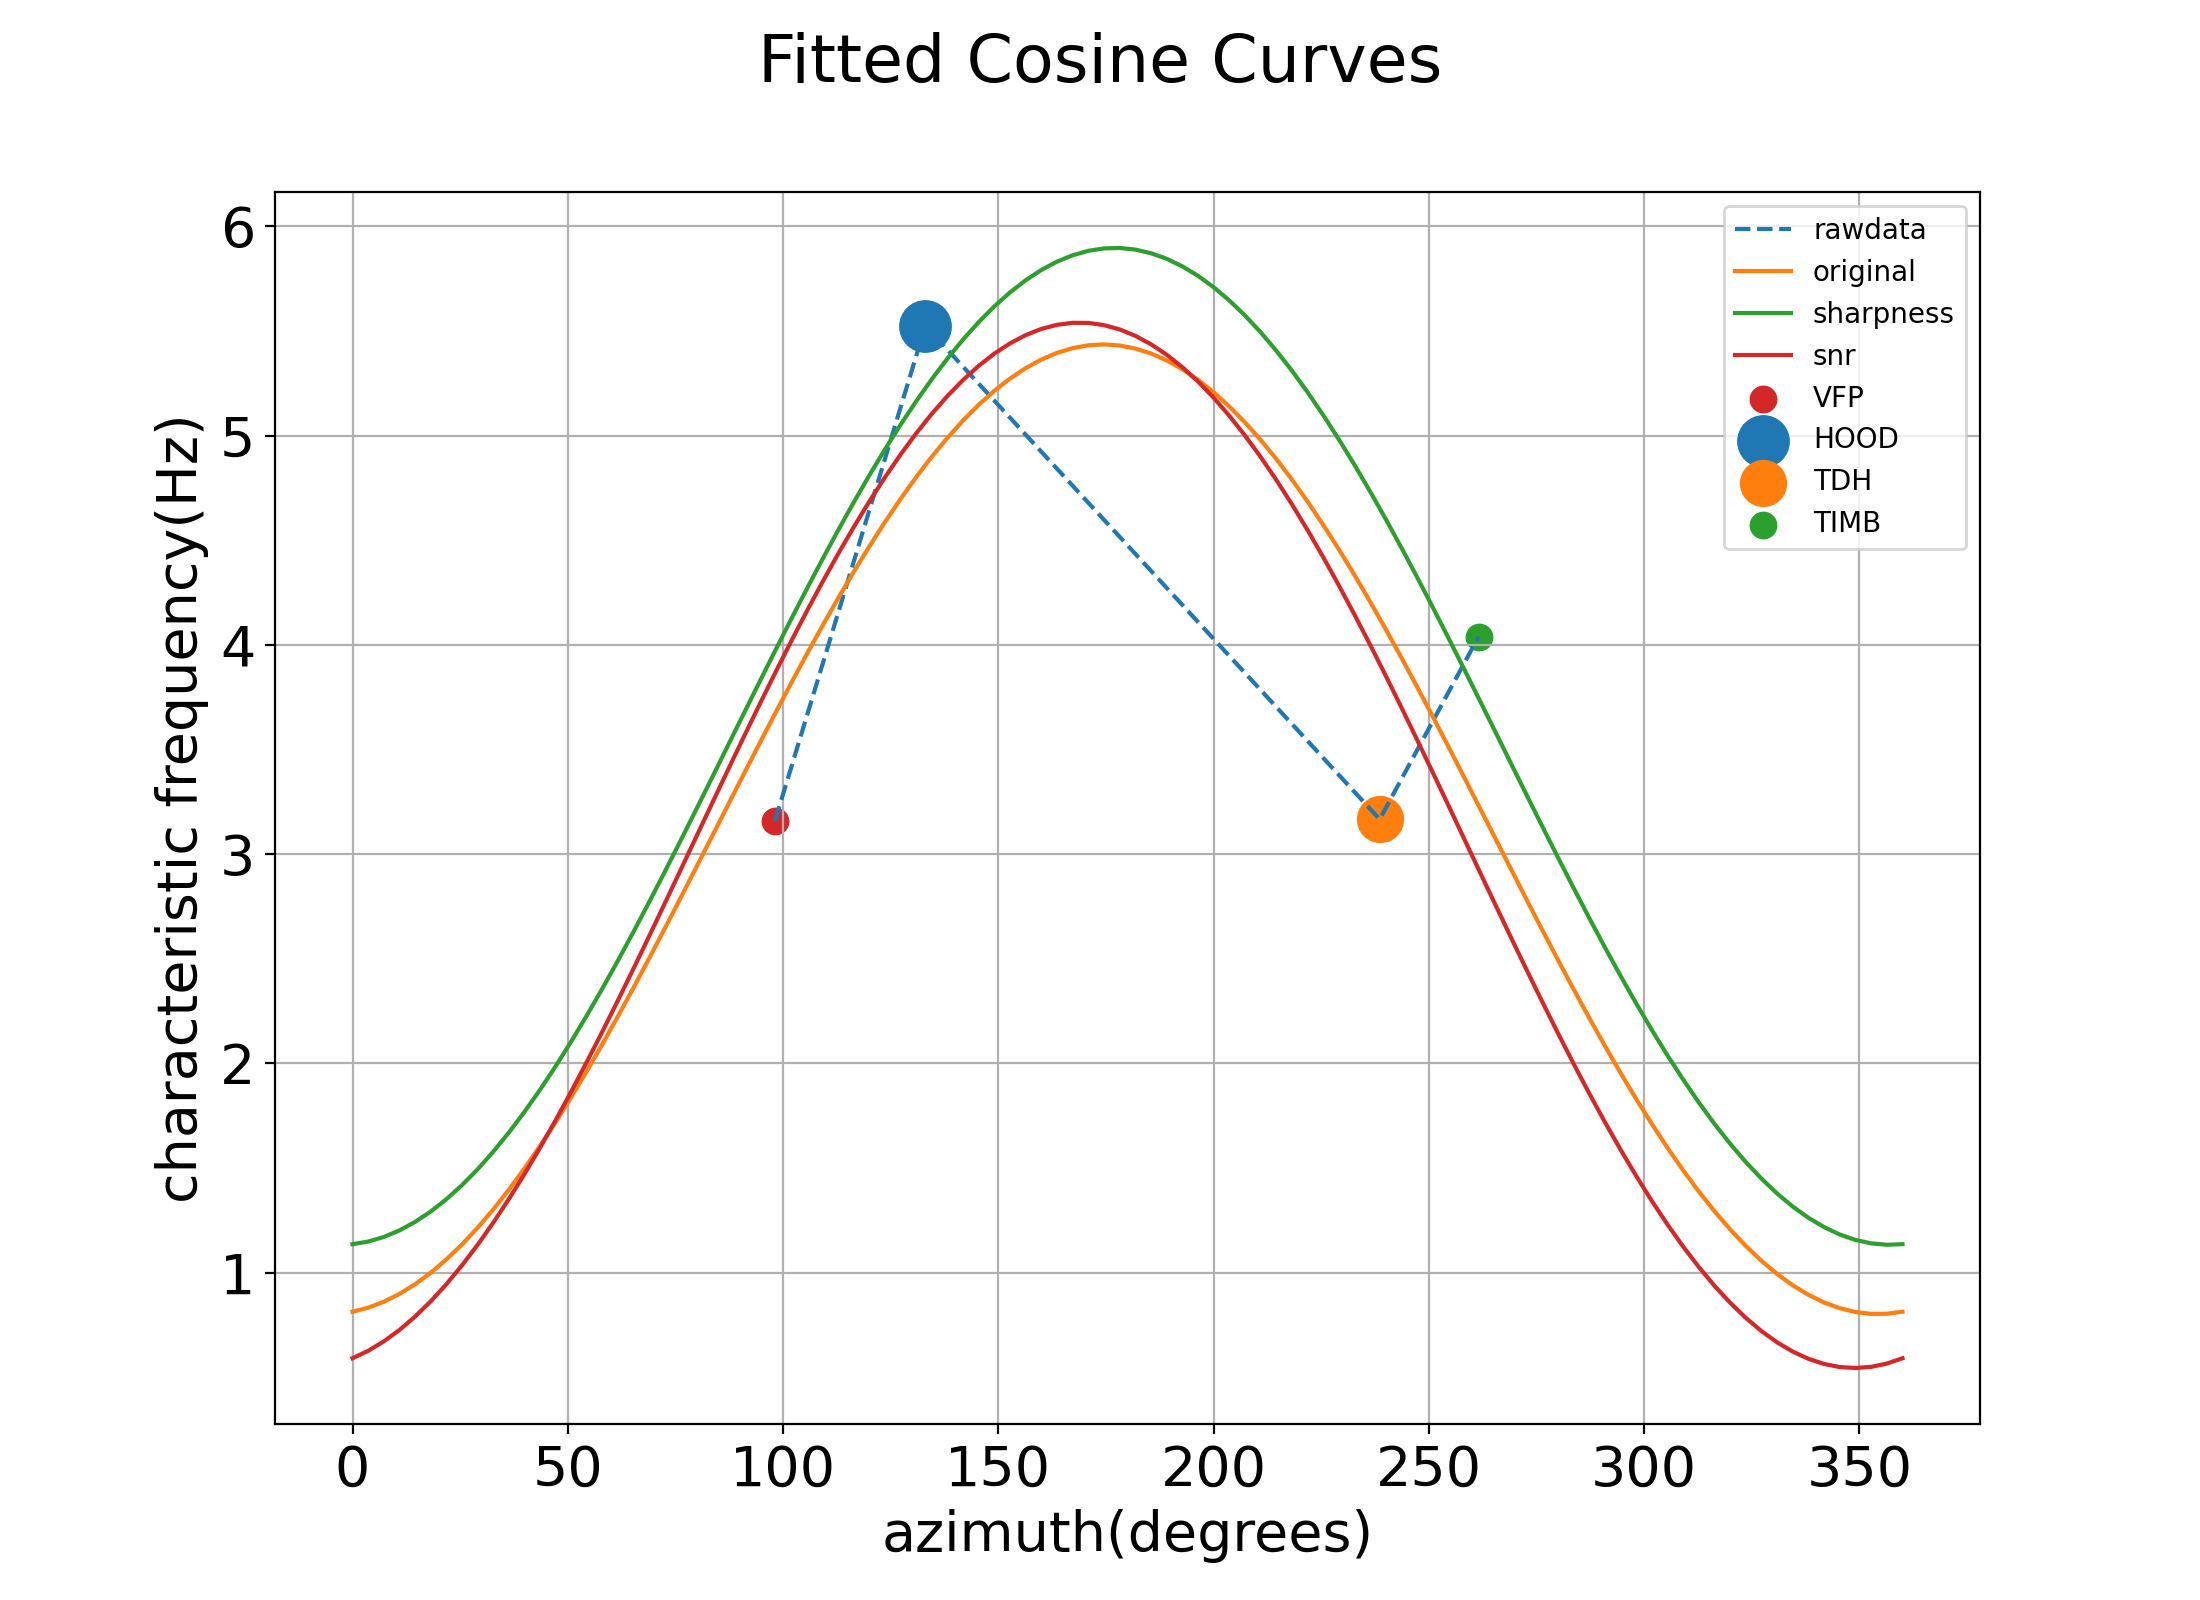 Fitted Cosine Curves
characteristic frequency(Hz)
6
5
4
3
2
1
rawdata
original
sharpness
snr
VFP
HOOD
TDH
TIMB
0 50 100 150 200 250 300 350
azimuth(degrees)